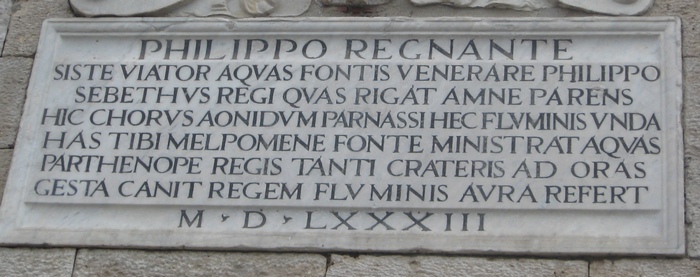 PHILIPPO REGNANTE
SISTE VIATOR AQVAS FONTIS VENERARE PHILIPPO
SEBETHVS REGI QVAS RIGAT AMNE PARENS
HIC CHORVS AONIDVM PARNASSI HEC FLVMINIS VNDA
HAS TIBI MELPOMENE FONTE MINISTRAT AQVAS
PARTHENOPE REGIS TANTI CRATERIS AD ORAS
GESTA CANIT REGEM FLVMINIS AVRA REFERT
M · D · LXXXIII